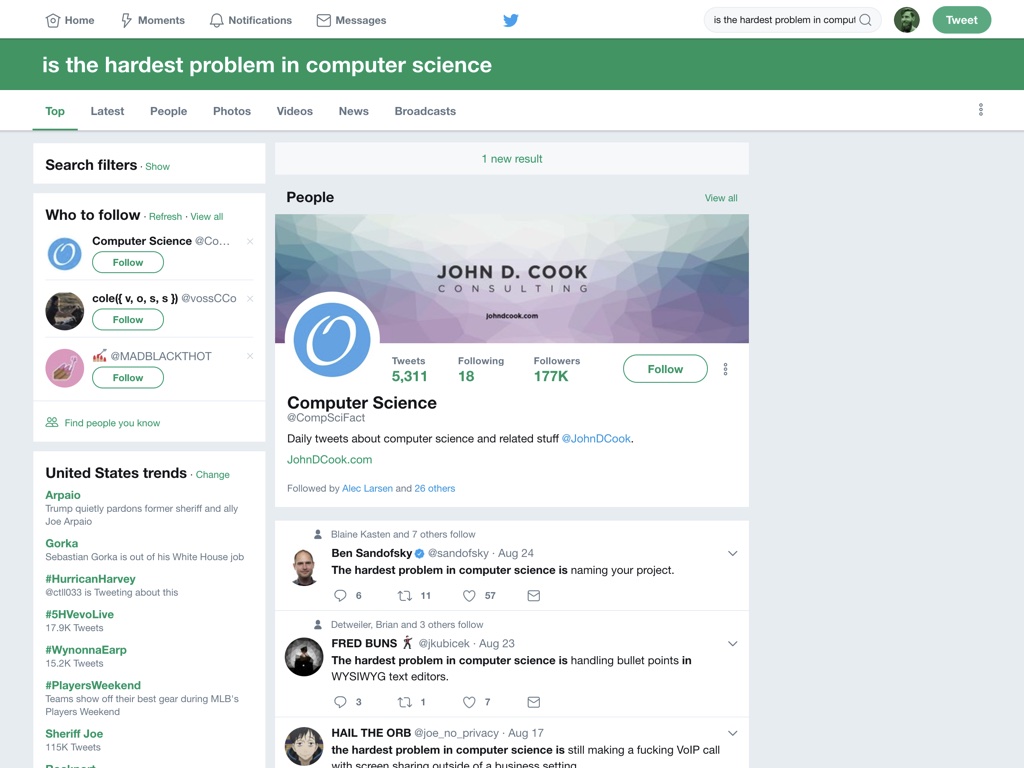 Home
Moments
Notifications
Messages
is the hardest problem in comput
Tweet
is the hardest problem in computer science
Top
Latest
People
Photos
Videos
News
Broadcasts
Search filters · Show
Who to follow · Refresh · View all
Computer Science @Co...
Follow
cole({ v, o, s, s }) @vossCCo
Follow
@MADBLACKTHOT
Follow
Find people you know
United States trends · Change
Arpaio
Trump quietly pardons former sheriff and ally
Joe Arpaio
Gorka
Sebastian Gorka is out of his White House job
#HurricanHarvey
@ctll033 is Tweeting about this
#5HVevoLive
17.9K Tweets
#WynonnaEarp
15.2K Tweets
#PlayersWeekend
Teams show off their best gear during MLB's
Players Weekend
Sheriff Joe
115K Tweets
1 new result
People
View all
JOHN D. COOK
CONSULTING
johndcook.com
Tweets Following Followers
5,311 18 177K
Follow
Computer Science
@CompSciFact
Daily tweets about computer science and related stuff @JohnDCook.
JohnDCook.com
Followed by Alec Larsen and 26 others
Blaine Kasten and 7 others follow
Ben Sandofsky @sandofsky · Aug 24
The hardest problem in computer science is naming your project.
6 11 57
Detweiler, Brian and 3 others follow
FRED BUNS @jkubicek · Aug 23
The hardest problem in computer science is handling bullet points in
WYSIWYG text editors.
3 1 7
HAIL THE ORB @joe_no_privacy · Aug 17
the hardest problem in computer science is still making a fucking VoIP call
with screen sharing outside of a business setting